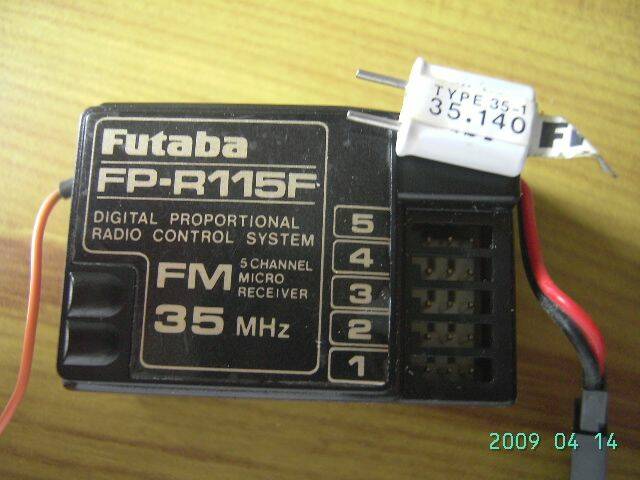 Futaba
FP-R115F
DIGITAL PROPORTIONAL
RADIO CONTROL SYSTEM
FM
5 CHANNEL
MICRO
RECEIVER
35 MHz
5
4
3
2
1
TYPE 35-1
35.140
2009 04 14